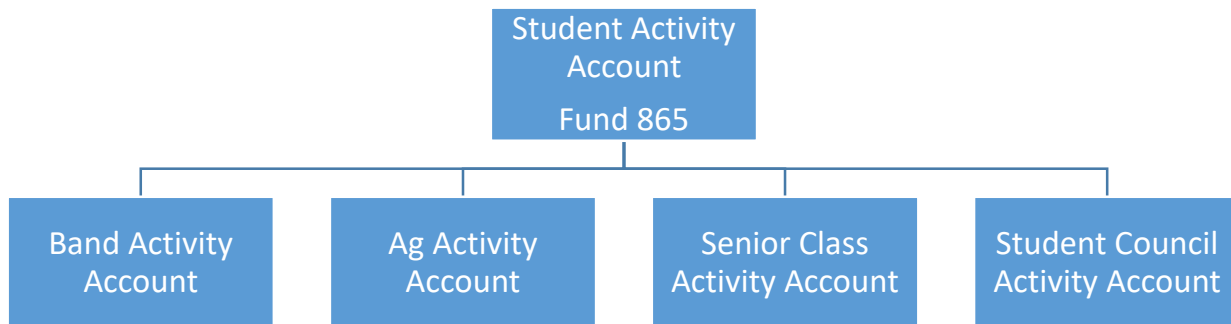 Student Activity
Account
Fund 865
Band Activity
Account
Ag Activity
Account
Senior Class
Activity Account
Student Council
Activity Account